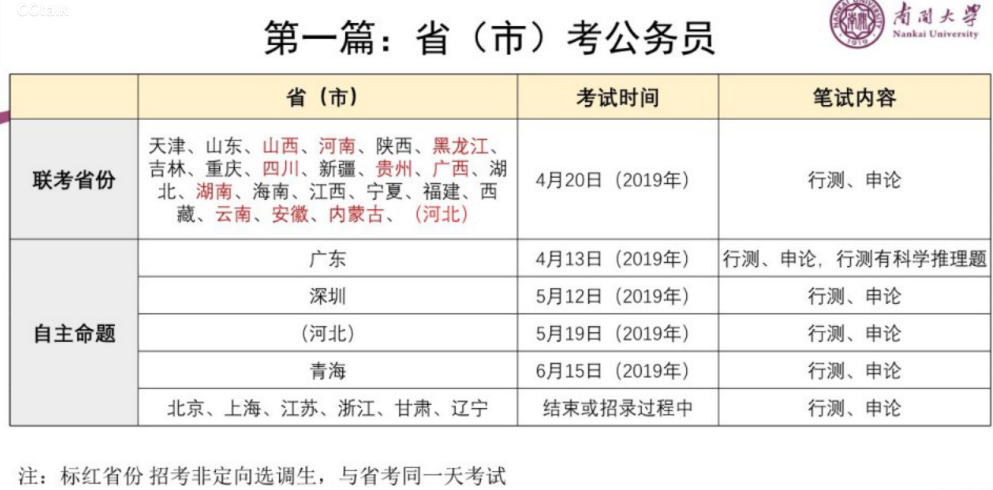 CCtalk
第一篇：省（市）考公务员
NANKAI UNIVERSITY
1919
南开大学
Nankai University
省（市）
考试时间
笔试内容
联考省份
天津、山东、山西、河南、陕西、黑龙江、
吉林、重庆、四川、新疆、贵州、广西、湖
北、湖南、海南、江西、宁夏、福建、西
藏、云南、安徽、内蒙古、（河北）
4月20日（2019年）
行测、申论
自主命题
广东
4月13日（2019年）
行测、申论，行测有科学推理题
深圳
5月12日（2019年）
行测、申论
（河北）
5月19日（2019年）
行测、申论
青海
6月15日（2019年）
行测、申论
北京、上海、江苏、浙江、甘肃、辽宁
结束或招录过程中
行测、申论
注：标红省份 招考非定向选调生，与省考同一天考试